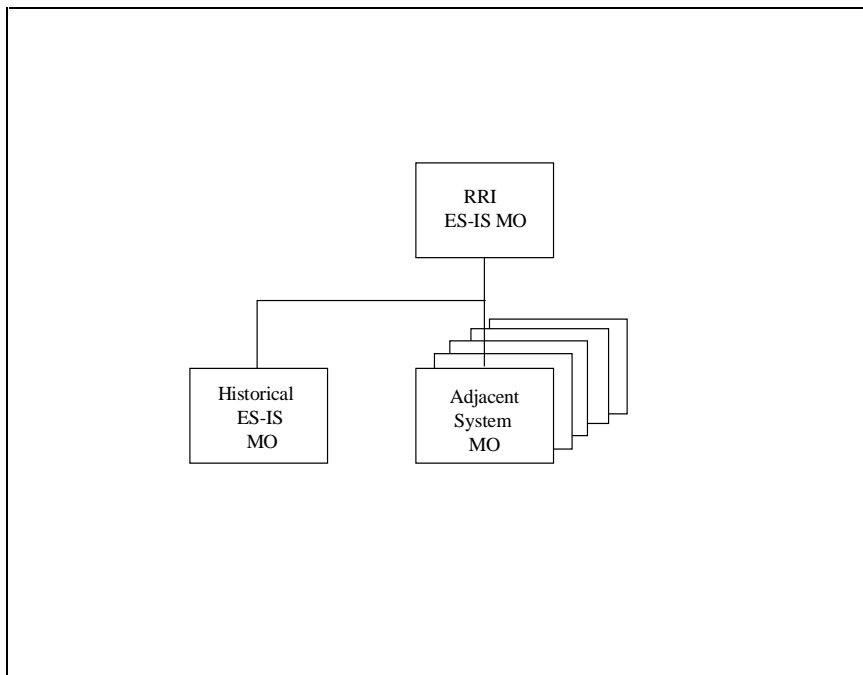 RRI
ES-IS MO
Historical
ES-IS
MO
Adjacent
System
MO